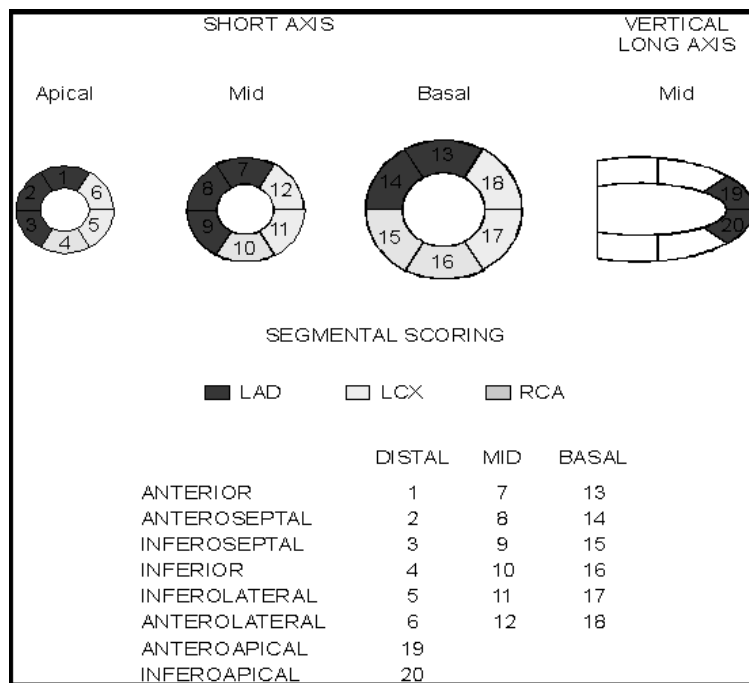 SHORT AXIS
VERTICAL
LONG AXIS
Apical Mid Basal Mid
1
2
3
4
5
6
7
8
9
10
11
12
13
14
15
16
17
18
19
20
SEGMENTAL SCORING
LAD LCX RCA
DISTAL MID BASAL
ANTERIOR 1 7 13
ANTEROSEPTAL 2 8 14
INFEROSEPTAL 3 9 15
INFERIOR 4 10 16
INFEROLATERAL 5 11 17
ANTEROLATERAL 6 12 18
ANTEROAPICAL 19
INFEROAPICAL 20